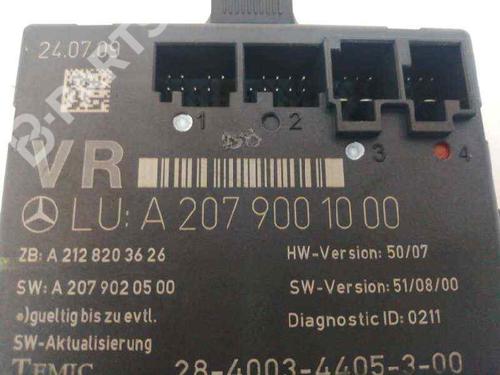 24.07.09
B-PARTS
1
2
3
4
VR
LU: A 207 900 10 00
ZB: A 212 820 36 26
HW-Version: 50/07
SW: A 207 902 05 00
SW-Version: 51/08/00
•)gueltig bis zu evtl.
Diagnostic ID: 0211
SW-Aktualisierung
TEMIC
28-4003-4405-3-00